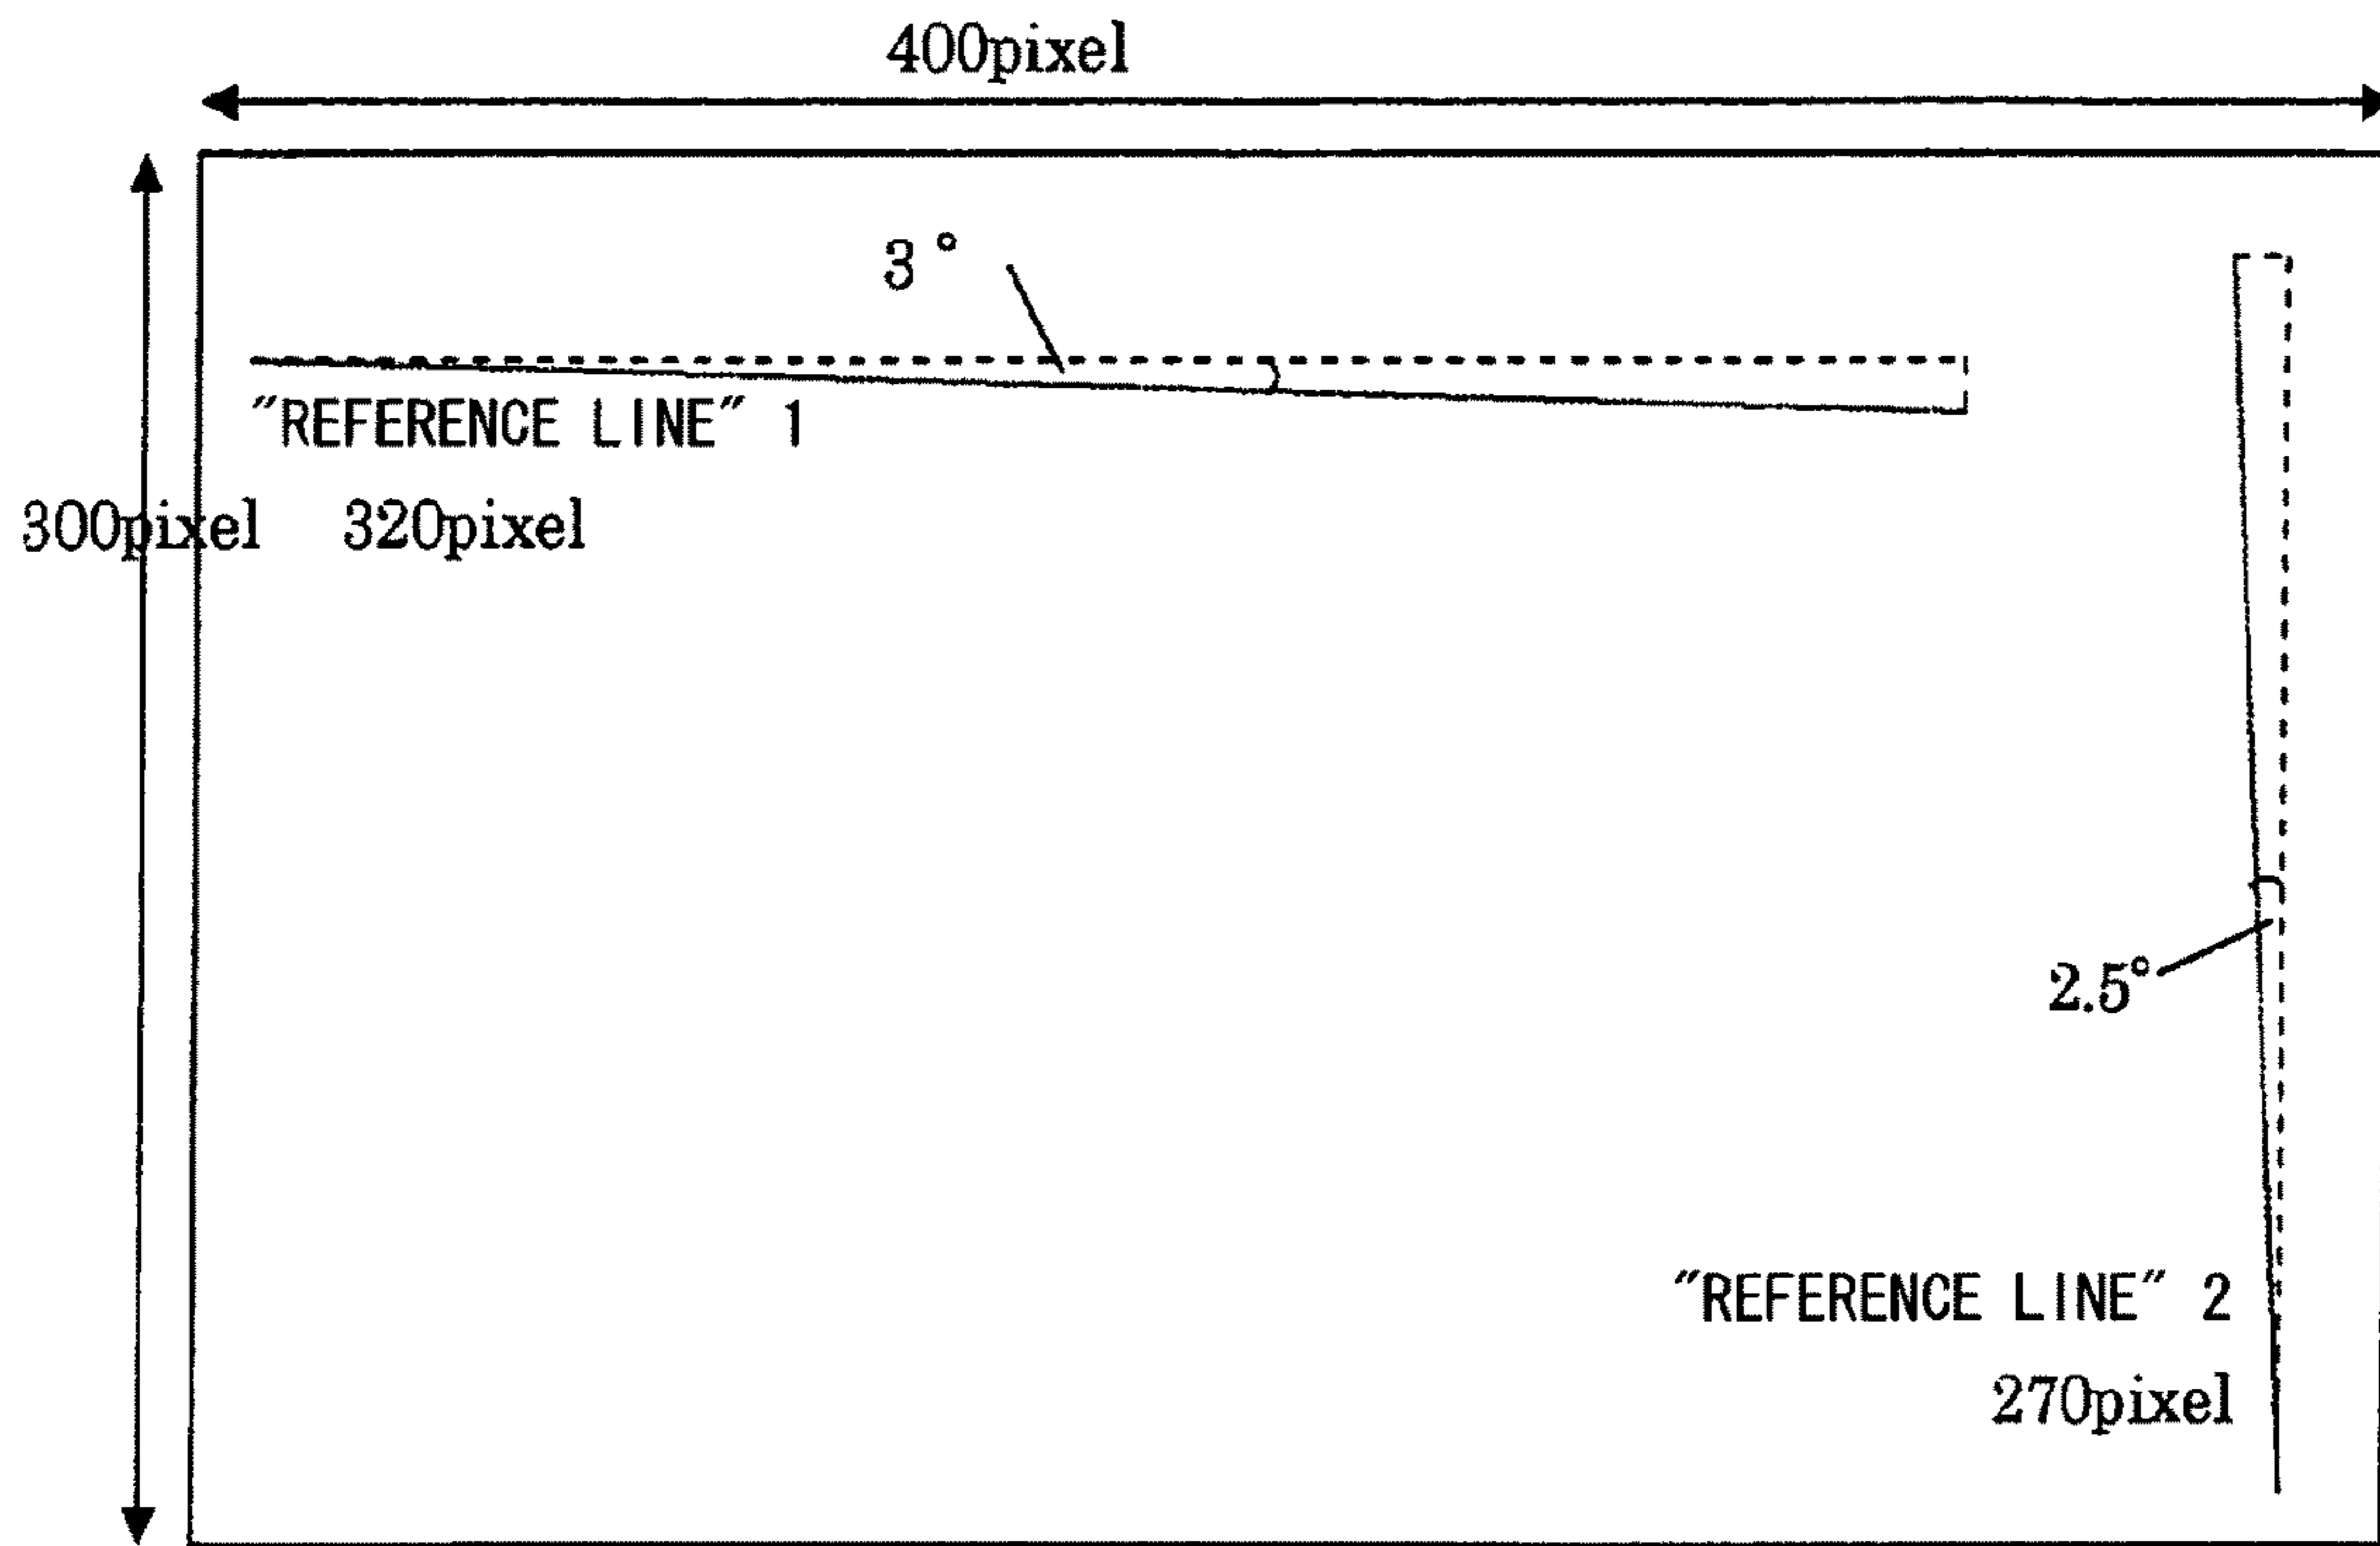 400pixel
3°
"REFERENCE LINE" 1
300pixel 320pixel
2.5°
"REFERENCE LINE" 2
270pixel